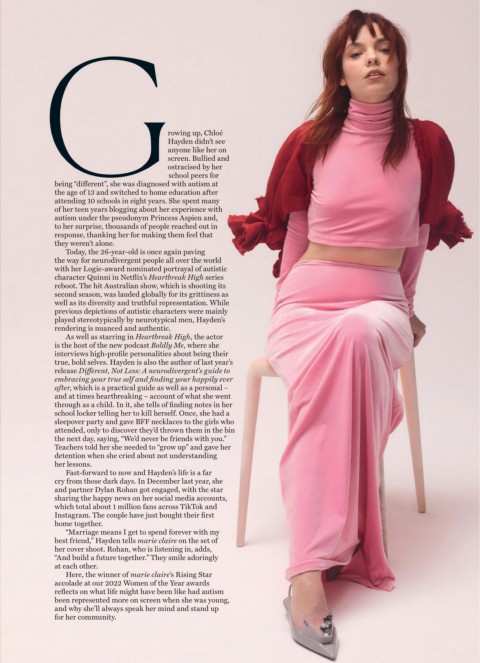 Growing up, Chloé
Hayden didn't see
anyone like her on
screen. Bullied and
ostracised by her
school peers for
being "different", she was diagnosed with autism at
the age of 13 and switched to home education after
attending 10 schools in eight years. She spent many
of her teen years blogging about her experience with
autism under the pseudonym Princess Aspien and,
to her surprise, thousands of people reached out in
response, thanking her for making them feel that
they weren't alone.
Today, the 26-year-old is once again paving
the way for neurodivergent people all over the world
with her Logie-award nominated portrayal of autistic
character Quinni in Netflix's Heartbreak High series
reboot. The hit Australian show, which is shooting its
second season, was lauded globally for its grittiness as
well as its diversity and truthful representation. While
previous depictions of autistic characters were mainly
played stereotypically by neurotypical men, Hayden's
rendering is nuanced and authentic.
As well as starring in Heartbreak High, the actor
is the host of the new podcast Boldly Me, where she
interviews high-profile personalities about being their
true, bold selves. Hayden is also the author of last year's
release Different, Not Less: A neurodivergent's guide to
embracing your true self and finding your happily ever
after, which is a practical guide as well as a personal –
and at times heartbreaking – account of what she went
through as a child. In it, she tells of finding notes in her
school locker telling her to kill herself. Once, she had a
sleepover party and gave BFF necklaces to the girls who
attended, only to discover they'd thrown them in the bin
the next day, saying, "We'd never be friends with you."
Teachers told her she needed to "grow up" and gave her
detention when she cried about not understanding
her lessons.
Fast-forward to now and Hayden's life is a far
cry from those dark days. In December last year, she
and partner Dylan Rohan got engaged, with the star
sharing the happy news on her social media accounts,
which total about 1 million fans across TikTok and
Instagram. The couple have just bought their first
home together.
"Marriage means I get to spend forever with my
best friend," Hayden tells marie claire on the set of
her cover shoot. Rohan, who is listening in, adds,
"And build a future together." They smile adoringly
at each other.
Here, the winner of marie claire's Rising Star
accolade at our 2022 Women of the Year awards
reflects on what life might have been like had autism
been represented more on screen when she was young,
and why she'll always speak her mind and stand up
for her community.